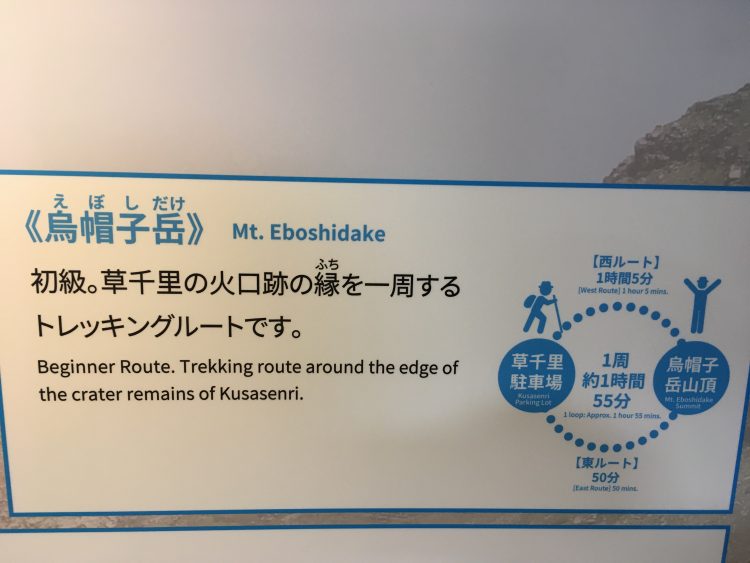 えぼしだけ
《烏帽子岳》 Mt. Eboshidake
初級。草千里の火口跡の縁を一周する
ふち
トレッキングルートです。
Beginner Route. Trekking route around the edge of
the crater remains of Kusasenri.
【西ルート】
1時間5分
[West Route] 1 hour 5 mins.
草千里
駐車場
Kusasenri
Parking Lot
1周
約1時間
55分
1 loop: Approx. 1 hour 55 mins.
烏帽子
岳山頂
Mt. Eboshidake
Summit
【東ルート】
50分
[East Route] 50 mins.